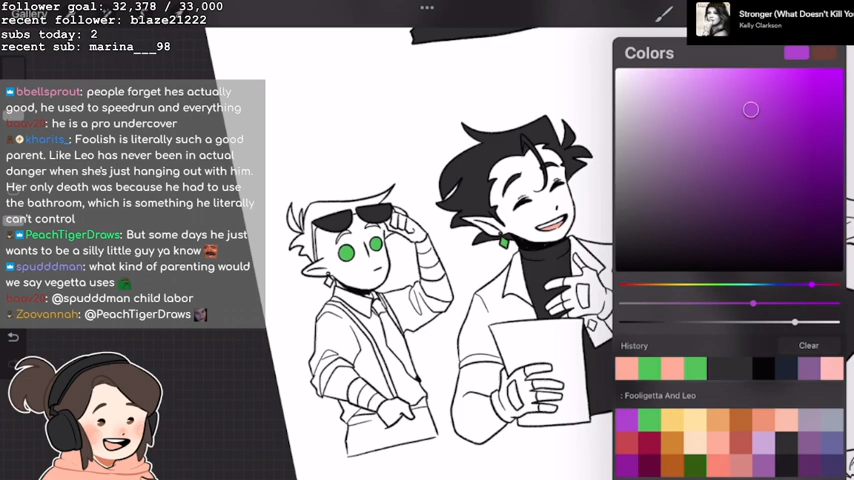 follower goal: 32,378 / 33,000
recent follower: blaze21222
subs today: 2
recent sub: marina___98
Gallery
Stronger (What Doesn't Kill You
Kelly Clarkson
Colors
bbellsprout: people forget hes actually
good, he used to speedrun and everything
he is a pro undercover
kharits_: Foolish is literally such a good
parent. Like Leo has never been in actual
danger when she's just hanging out with him.
Her only death was because he had to use
the bathroom, which is something he literally
can't control
PeachTigerDraws: But some days he just
wants to be a silly little guy ya know
spudddman: what kind of parenting would
we say vegetta uses
@spudddman child labor
Zoovannah: @PeachTigerDraws
History
Clear
: Fooligetta And Leo